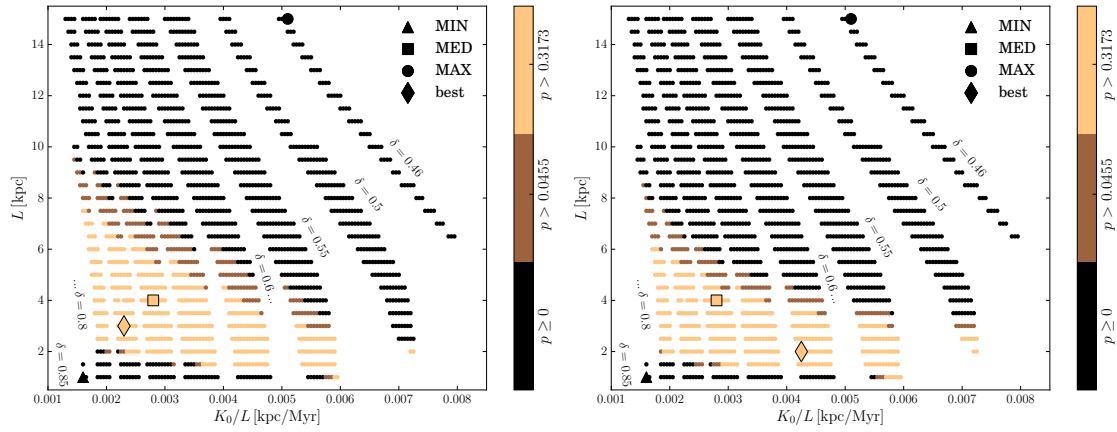 MIN
MED
MAX
best
14
12
10
8
6
4
2
L [kpc]
δ = 0.46
δ = 0.5
δ = 0.55
δ = 0.6 ...
... δ = 0.8
δ = 0.85
0.001 0.002 0.003 0.004 0.005 0.006 0.007 0.008
K₀/L [kpc/Myr]
p > 0.3173
p > 0.0455
p ≥ 0
MIN
MED
MAX
best
14
12
10
8
6
4
2
L [kpc]
δ = 0.46
δ = 0.5
δ = 0.55
δ = 0.6 ...
... δ = 0.8
δ = 0.85
0.001 0.002 0.003 0.004 0.005 0.006 0.007 0.008
K₀/L [kpc/Myr]
p > 0.3173
p > 0.0455
p ≥ 0